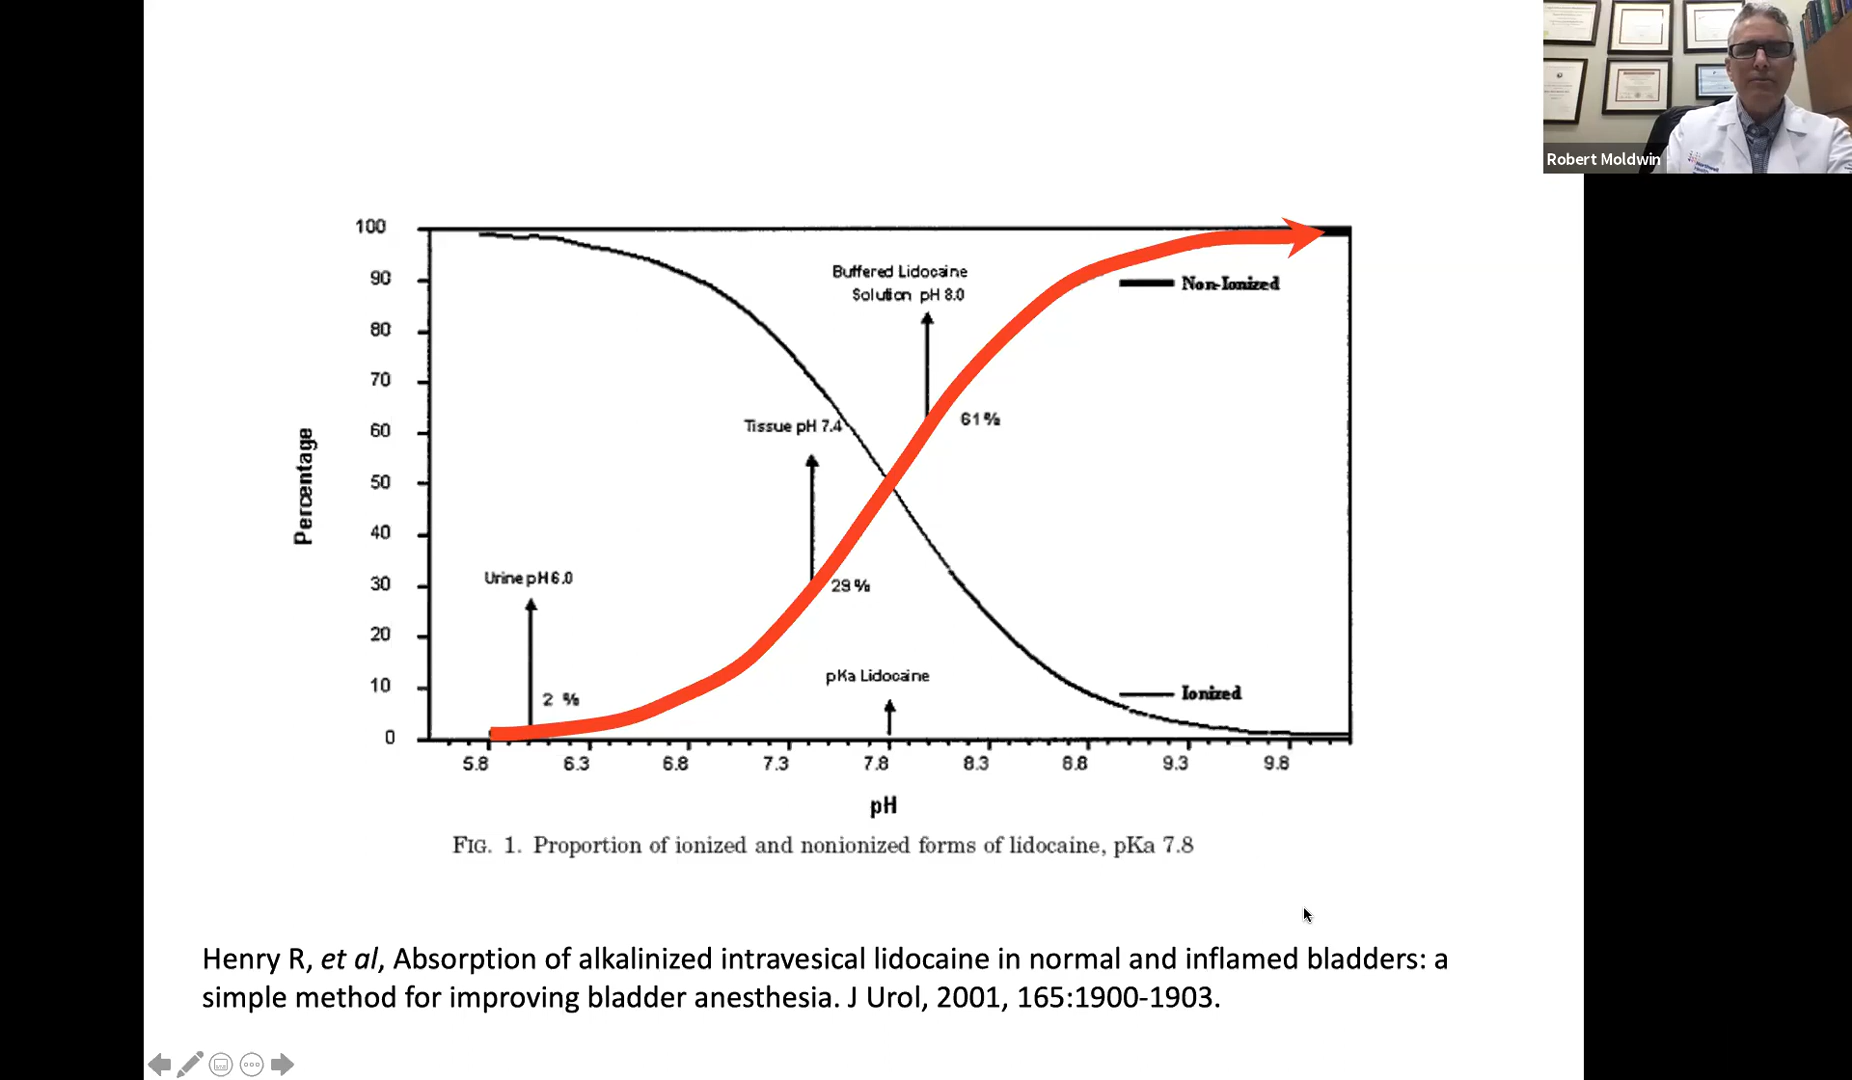 Robert Moldwin
100
90
80
70
60
50
40
30
20
10
0
Percentage
Buffered Lidocaine
Solution pH 8.0
Non-Ionized
61%
Tissue pH 7.4
29%
Urine pH 6.0
2 %
pKa Lidocaine
Ionized
5.8 6.3 6.8 7.3 7.8 8.3 8.8 9.3 9.8
pH
FIG. 1. Proportion of ionized and nonionized forms of lidocaine, pKa 7.8
Henry R, et al, Absorption of alkalinized intravesical lidocaine in normal and inflamed bladders: a
simple method for improving bladder anesthesia. J Urol, 2001, 165:1900-1903.